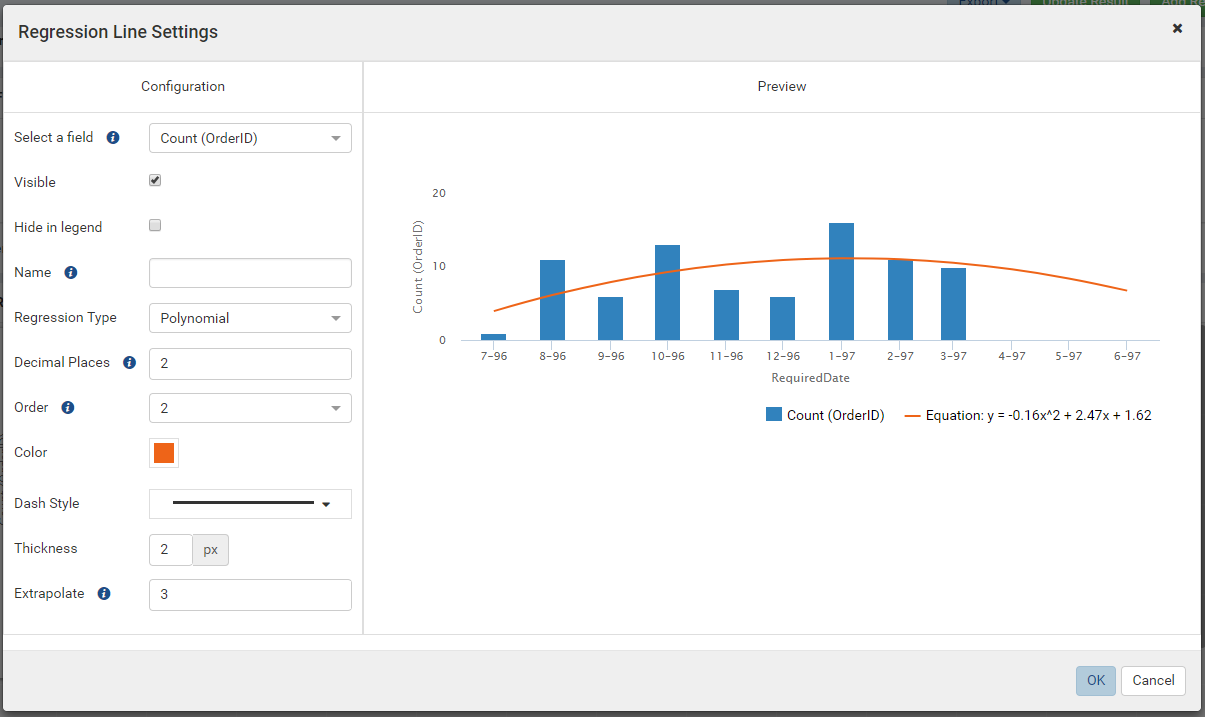 Export
Update Result
Regression Line Settings
Configuration
Preview
Select a field
Count (OrderID)
Visible
Hide in legend
Name
Regression Type
Polynomial
Decimal Places
2
Order
2
Color
Dash Style
Thickness
2
px
Extrapolate
3
20
10
0
Count (OrderID)
7-96
8-96
9-96
10-96
11-96
12-96
1-97
2-97
3-97
4-97
5-97
6-97
RequiredDate
Count (OrderID)
Equation: y = -0.16x^2 + 2.47x + 1.62
OK
Cancel